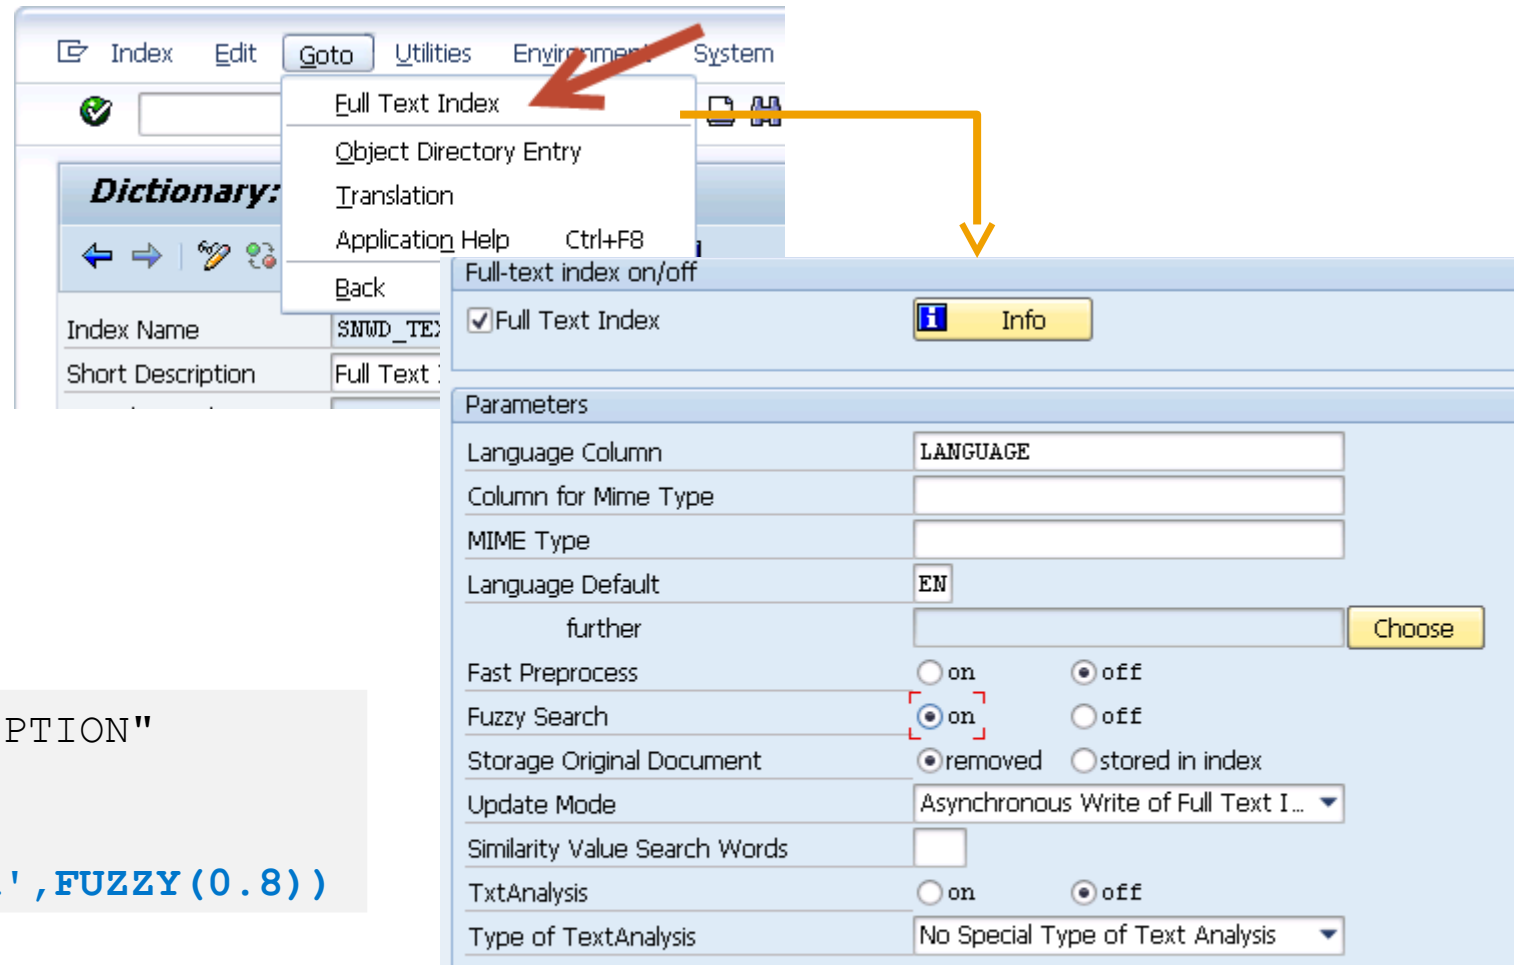 Index Edit Goto Utilities Environment System
Full Text Index
Object Directory Entry
Translation
Application Help Ctrl+F8
Back
Dictionary:
Index Name SNWD_TEX
Short Description Full Text
Full-text index on/off
Full Text Index Info
Parameters
Language Column LANGUAGE
Column for Mime Type
MIME Type
Language Default EN
further Choose
Fast Preprocess on off
Fuzzy Search on off
Storage Original Document removed stored in index
Update Mode Asynchronous Write of Full Text I...
Similarity Value Search Words
TxtAnalysis on off
Type of TextAnalysis No Special Type of Text Analysis
PTION"
',FUZZY(0.8))